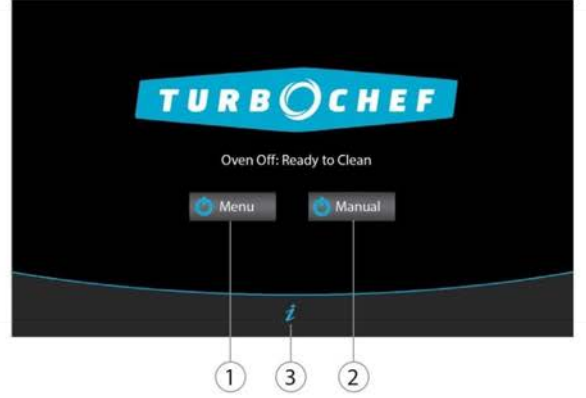 TURBOCHEF
Oven Off: Ready to Clean
Menu Manual
i
1 3 2